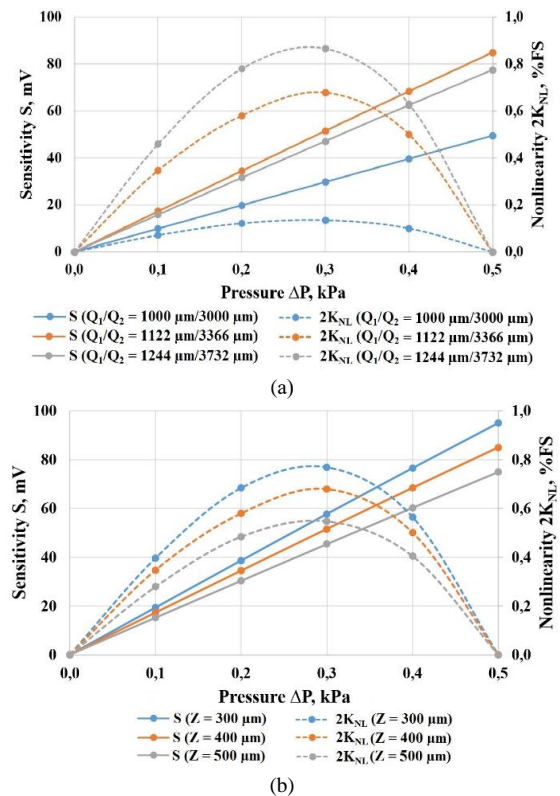 100
80
60
40
20
0
Sensitivity S, mV
1,0
0,8
0,6
0,4
0,2
0,0
Nonlinearity 2K_NL, %FS
0,0 0,1 0,2 0,3 0,4 0,5
Pressure ΔP, kPa
S (Q₁/Q₂ = 1000 µm/3000 µm) 2K_NL (Q₁/Q₂ = 1000 µm/3000 µm)
S (Q₁/Q₂ = 1122 µm/3366 µm) 2K_NL (Q₁/Q₂ = 1122 µm/3366 µm)
S (Q₁/Q₂ = 1244 µm/3732 µm) 2K_NL (Q₁/Q₂ = 1244 µm/3732 µm)
(a)
100
80
60
40
20
0
Sensitivity S, mV
1,0
0,8
0,6
0,4
0,2
0,0
Nonlinearity 2K_NL, %FS
0,0 0,1 0,2 0,3 0,4 0,5
Pressure ΔP, kPa
S (Z = 300 µm) 2K_NL (Z = 300 µm)
S (Z = 400 µm) 2K_NL (Z = 400 µm)
S (Z = 500 µm) 2K_NL (Z = 500 µm)
(b)